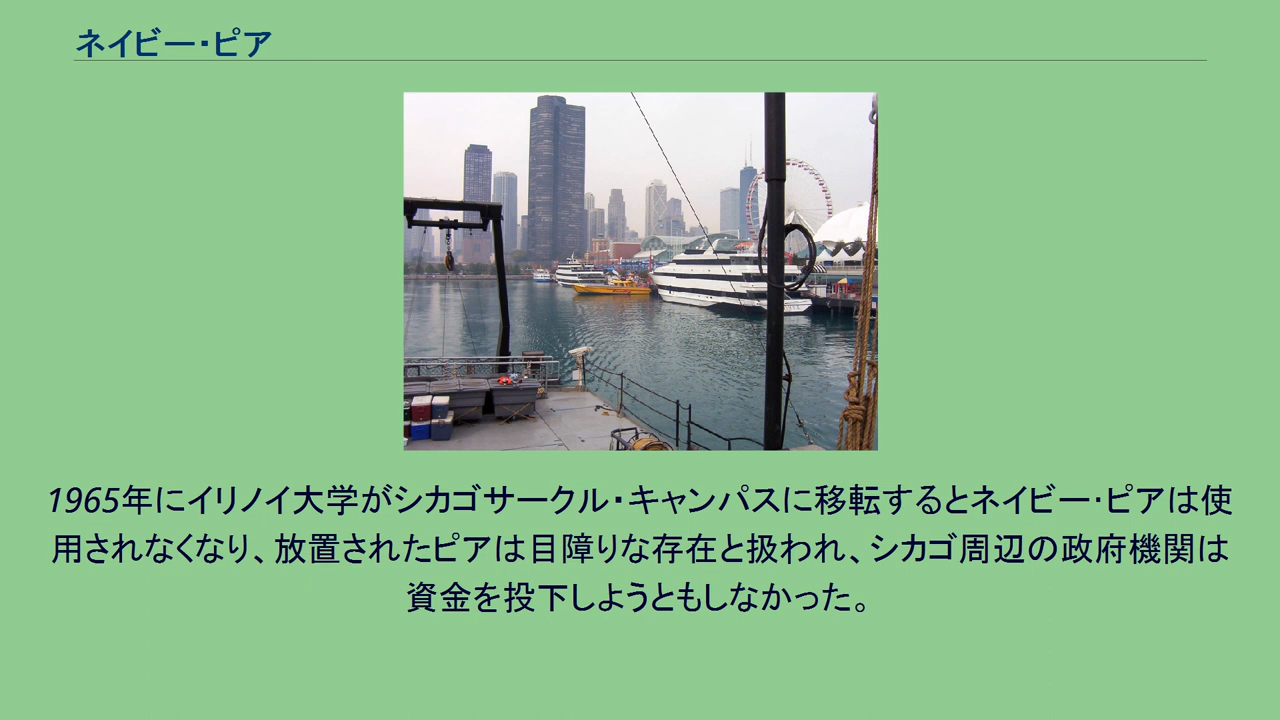 ネイビー・ピア
1965年にイリノイ大学がシカゴサークル・キャンパスに移転するとネイビー・ピアは使
用されなくなり、放置されたピアは目障りな存在と扱われ、シカゴ周辺の政府機関は
資金を投下しようともしなかった。